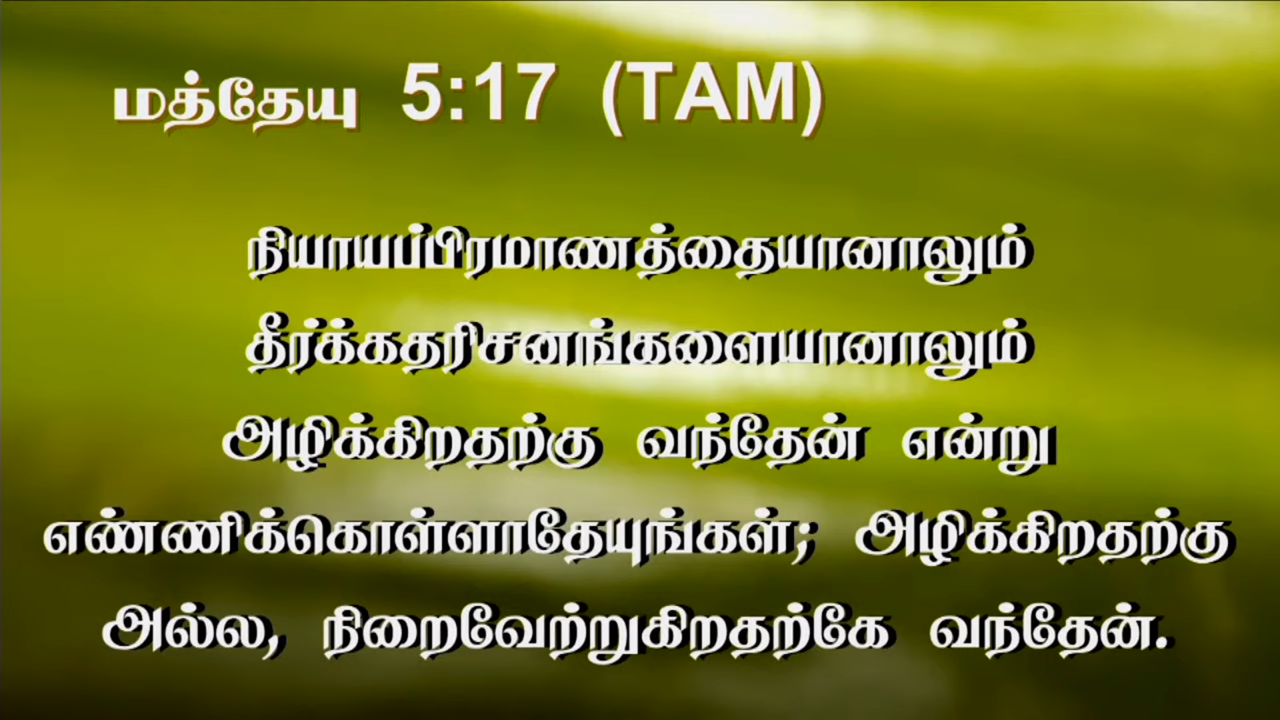 மத்தேயு 5:17 (TAM)
நியாயப்பிரமாணத்தையானாலும்
தீர்க்கதரிசனங்களையானாலும்
அழிக்கிறதற்கு வந்தேன் என்று
எண்ணிக்கொள்ளாதேயுங்கள்; அழிக்கிறதற்கு
அல்ல, நிறைவேற்றுகிறதற்கே வந்தேன்.